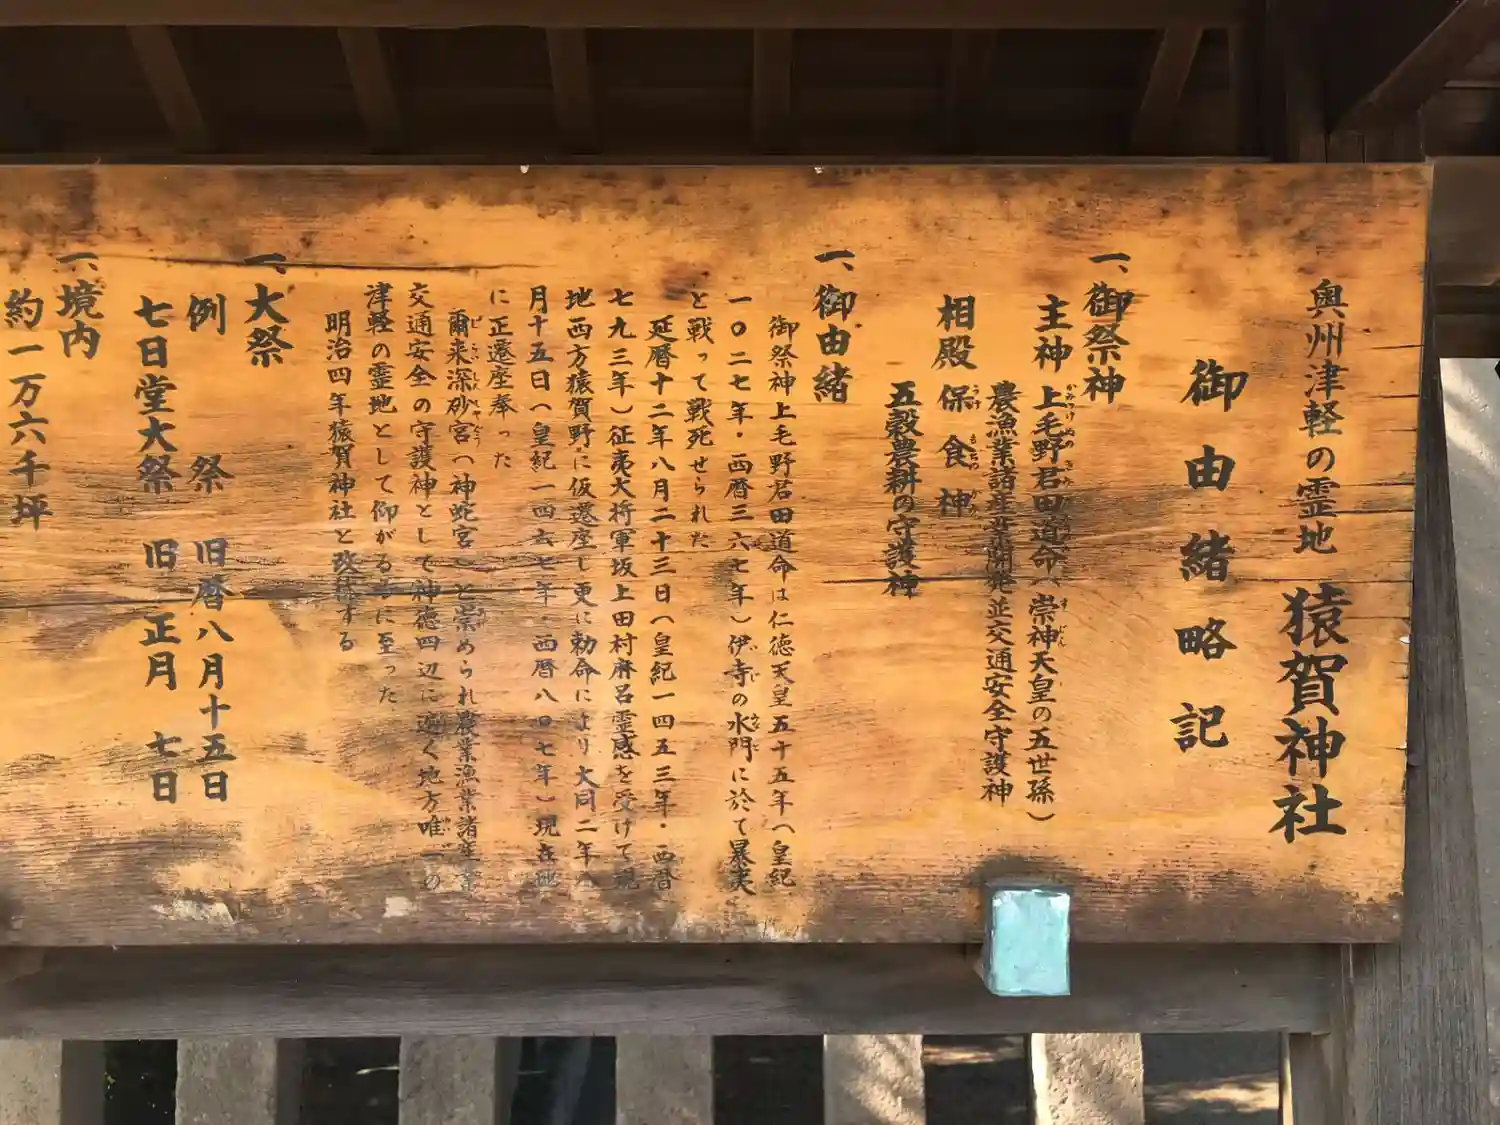 奥州津軽の霊地 猿賀神社
御由緒略記
一、御祭神
主神 上毛野君田道命(崇神天皇の五世孫)
農漁業諸産業開発並交通安全守護神
相殿 保食神
五穀農耕の守護神
一、御由緒
御祭神上毛野君田道命は仁徳天皇五十五年(皇紀
一〇二七年・西暦三六七年)伊寺の水門に於て暴夷
と戦って戦死せられた
延暦十二年八月二十三日(皇紀一四五三年・西暦
七九三年)征夷大将軍坂上田村麻呂霊感を受けて現
地西方猿賀野に仮遷座し更に勅命により大同二年八
月十五日(皇紀一四六七年・西暦八〇七年)現在地
に正遷座奉った
爾来深砂宮(神蛇宮)と崇められ農業漁業諸産業
交通安全の守護神として神徳四辺に遍く地方唯一の
津軽の霊地として仰がる に至った
明治四年猿賀神社と改称する
一、大祭
例祭 旧暦八月十五日
七日堂大祭 旧正月七日
一、境内
約一万六千坪